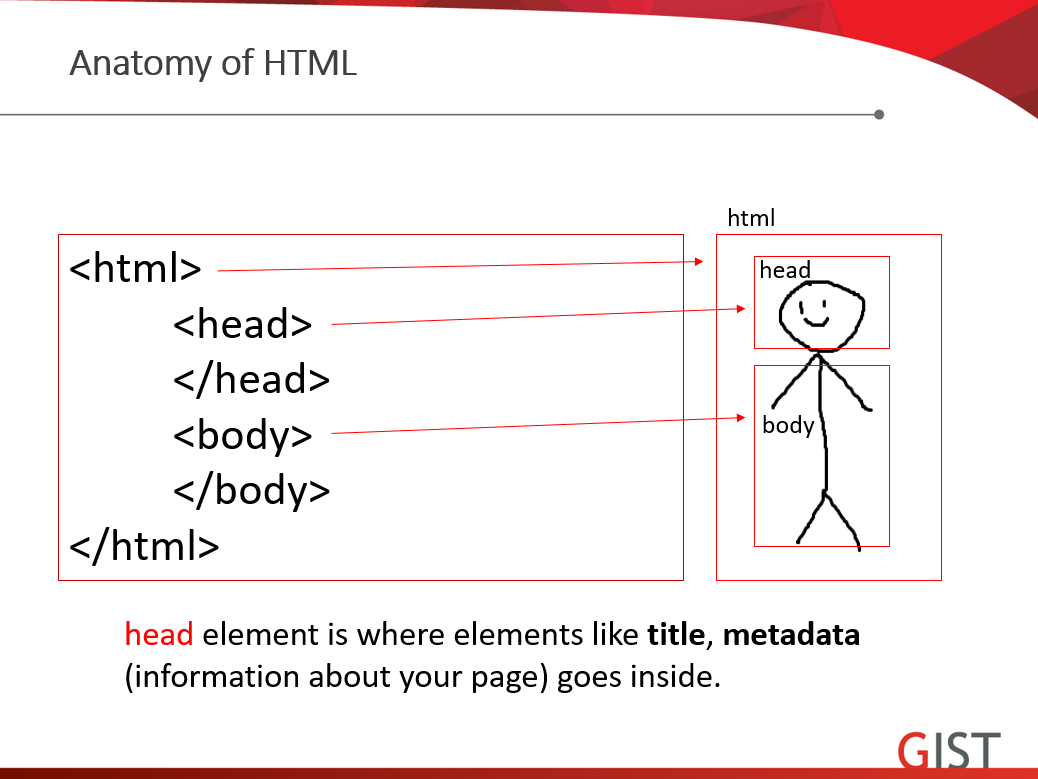 Anatomy of HTML
<html>
<head>
</head>
<body>
</body>
</html>
html
head
body
head element is where elements like title, metadata
(information about your page) goes inside.
GIST